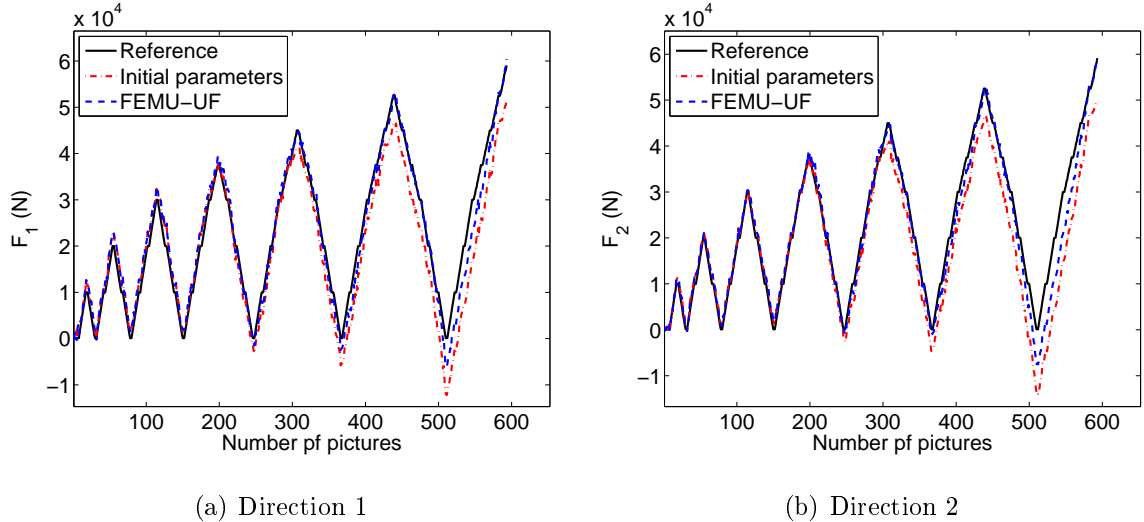 x 10^4
Reference
Initial parameters
FEMU−UF
6
5
4
3
2
1
0
−1
F_1 (N)
100 200 300 400 500 600
Number pf pictures
(a) Direction 1
x 10^4
Reference
Initial parameters
FEMU−UF
6
5
4
3
2
1
0
−1
F_2 (N)
100 200 300 400 500 600
Number pf pictures
(b) Direction 2